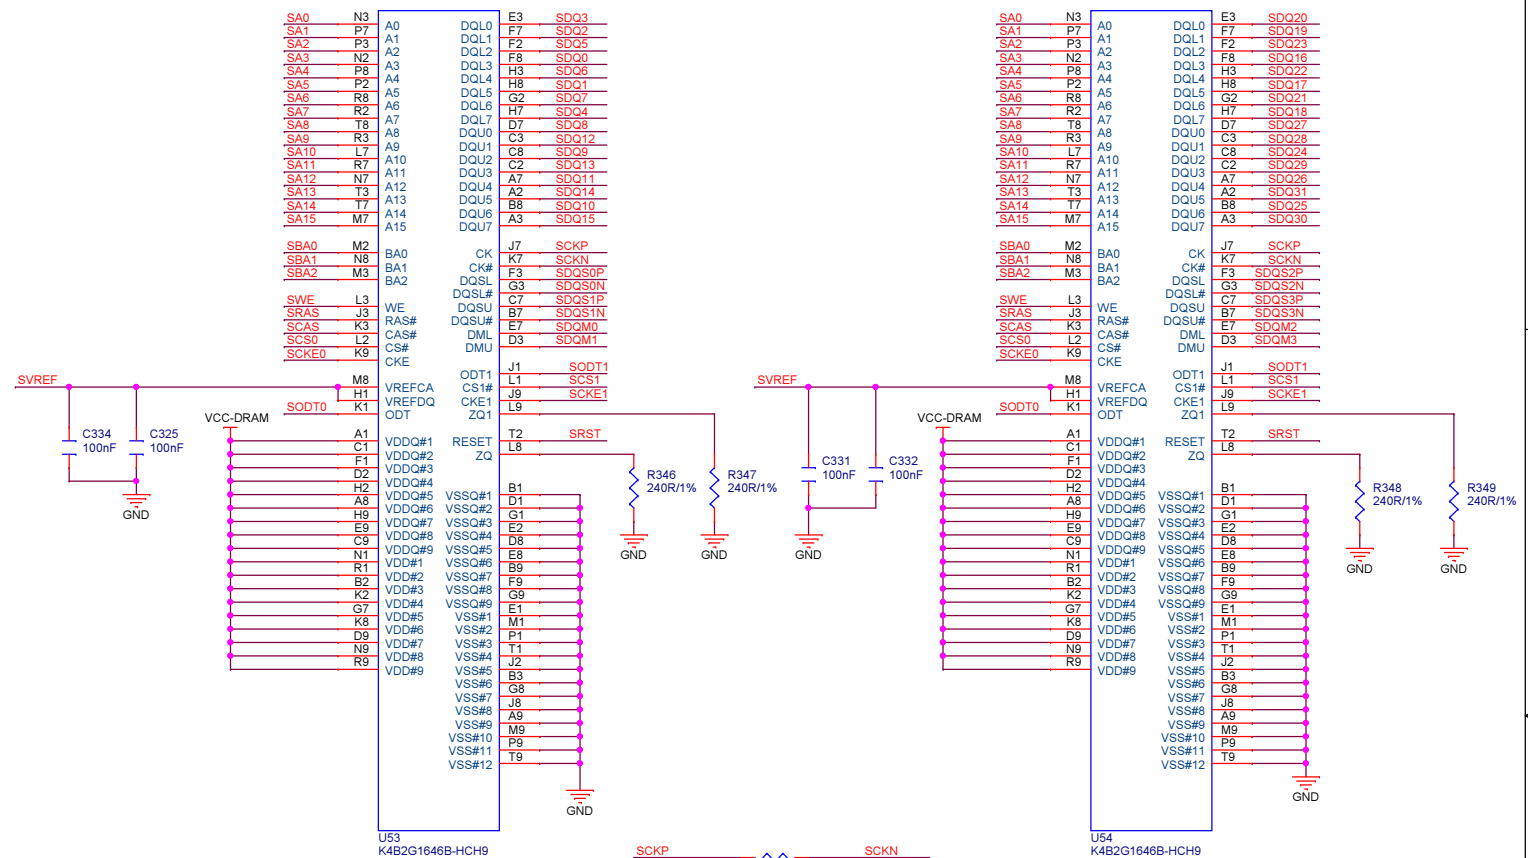 SA0 N3 A0 DQL0 E3 SDQ3
SA1 P7 A1 DQL1 F7 SDQ2
SA2 P3 A2 DQL2 F2 SDQ5
SA3 N2 A3 DQL3 F8 SDQ0
SA4 P8 A4 DQL4 H3 SDQ6
SA5 P2 A5 DQL5 H8 SDQ1
SA6 R8 A6 DQL6 G2 SDQ7
SA7 R2 A7 DQL7 H7 SDQ4
SA8 T8 A8 DQU0 D7 SDQ8
SA9 R3 A9 DQU1 C3 SDQ12
SA10 L7 A10 DQU2 C8 SDQ9
SA11 R7 A11 DQU3 C2 SDQ13
SA12 N7 A12 DQU4 A7 SDQ11
SA13 T3 A13 DQU5 A2 SDQ14
SA14 T7 A14 DQU6 B8 SDQ10
SA15 M7 A15 DQU7 A3 SDQ15
SBA0 M2 BA0 CK J7 SCKP
SBA1 N8 BA1 CK# K7 SCKN
SBA2 M3 BA2 DQSL F3 SDQS0P
DQSL# G3 SDQS0N
SWE L3 WE DQSU C7 SDQS1P
SRAS J3 RAS# DQSU# B7 SDQS1N
SCAS K3 CAS# DML E7 SDQM0
SCS0 L2 CS# DMU D3 SDQM1
SCKE0 K9 CKE
ODT1 J1 SODT1
SVREF M8 VREFCA CS1# L1 SCS1
H1 VREFDQ CKE1 J9 SCKE1
SODT0 K1 ODT ZQ1 L9
VCC-DRAM
C334 100nF
C325 100nF
GND
A1 VDDQ#1 RESET T2 SRST
C1 VDDQ#2 ZQ L8
F1 VDDQ#3
D2 VDDQ#4
H2 VDDQ#5 VSSQ#1 B1
A8 VDDQ#6 VSSQ#2 D1
H9 VDDQ#7 VSSQ#3 G1
E9 VDDQ#8 VSSQ#4 E2
C9 VDDQ#9 VSSQ#5 D8
N1 VDD#1 VSSQ#6 E8
R1 VDD#2 VSSQ#7 B9
B2 VDD#3 VSSQ#8 F9
K2 VDD#4 VSSQ#9 G9
G7 VDD#5 VSS#1 E1
K8 VDD#6 VSS#2 M1
D9 VDD#7 VSS#3 P1
N9 VDD#8 VSS#4 T1
R9 VDD#9 VSS#5 J2
VSS#6 B3
VSS#7 G8
VSS#8 J8
VSS#9 A9
VSS#10 M9
VSS#11 P9
VSS#12 T9
R346 240R/1%
GND
R347 240R/1%
GND
GND
U53
K4B2G1646B-HCH9
SA0 N3 A0 DQL0 E3 SDQ20
SA1 P7 A1 DQL1 F7 SDQ19
SA2 P3 A2 DQL2 F2 SDQ23
SA3 N2 A3 DQL3 F8 SDQ16
SA4 P8 A4 DQL4 H3 SDQ22
SA5 P2 A5 DQL5 H8 SDQ17
SA6 R8 A6 DQL6 G2 SDQ21
SA7 R2 A7 DQL7 H7 SDQ18
SA8 T8 A8 DQU0 D7 SDQ27
SA9 R3 A9 DQU1 C3 SDQ28
SA10 L7 A10 DQU2 C8 SDQ24
SA11 R7 A11 DQU3 C2 SDQ29
SA12 N7 A12 DQU4 A7 SDQ26
SA13 T3 A13 DQU5 A2 SDQ31
SA14 T7 A14 DQU6 B8 SDQ25
SA15 M7 A15 DQU7 A3 SDQ30
SBA0 M2 BA0 CK J7 SCKP
SBA1 N8 BA1 CK# K7 SCKN
SBA2 M3 BA2 DQSL F3 SDQS2P
DQSL# G3 SDQS2N
SWE L3 WE DQSU C7 SDQS3P
SRAS J3 RAS# DQSU# B7 SDQS3N
SCAS K3 CAS# DML E7 SDQM2
SCS0 L2 CS# DMU D3 SDQM3
SCKE0 K9 CKE
ODT1 J1 SODT1
SVREF M8 VREFCA CS1# L1 SCS1
H1 VREFDQ CKE1 J9 SCKE1
SODT0 K1 ODT ZQ1 L9
VCC-DRAM
C331 100nF
C332 100nF
GND
A1 VDDQ#1 RESET T2 SRST
C1 VDDQ#2 ZQ L8
F1 VDDQ#3
D2 VDDQ#4
H2 VDDQ#5 VSSQ#1 B1
A8 VDDQ#6 VSSQ#2 D1
H9 VDDQ#7 VSSQ#3 G1
E9 VDDQ#8 VSSQ#4 E2
C9 VDDQ#9 VSSQ#5 D8
N1 VDD#1 VSSQ#6 E8
R1 VDD#2 VSSQ#7 B9
B2 VDD#3 VSSQ#8 F9
K2 VDD#4 VSSQ#9 G9
G7 VDD#5 VSS#1 E1
K8 VDD#6 VSS#2 M1
D9 VDD#7 VSS#3 P1
N9 VDD#8 VSS#4 T1
R9 VDD#9 VSS#5 J2
VSS#6 B3
VSS#7 G8
VSS#8 J8
VSS#9 A9
VSS#10 M9
VSS#11 P9
VSS#12 T9
R348 240R/1%
GND
R349 240R/1%
GND
GND
U54
K4B2G1646B-HCH9
SCKP SCKN